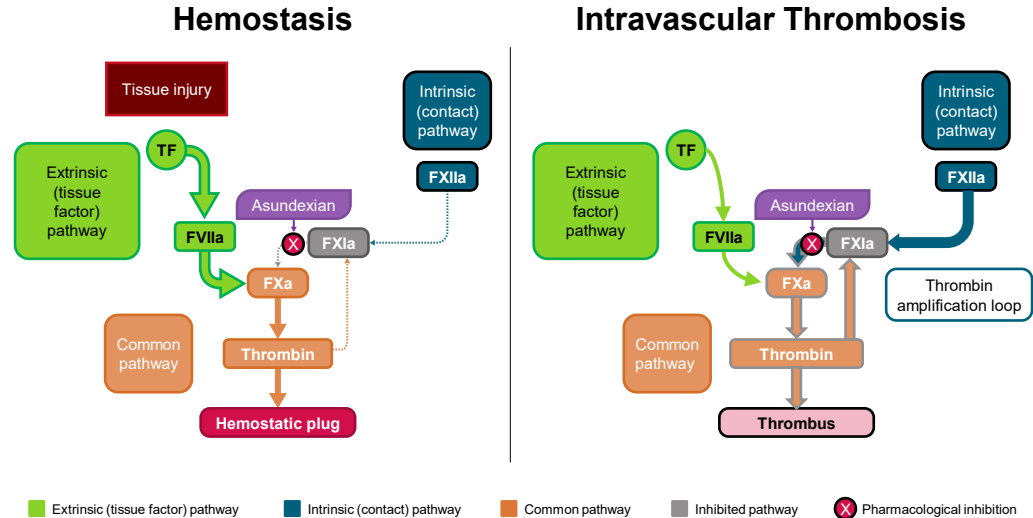 Hemostasis
Tissue injury
Intrinsic
(contact)
pathway
Extrinsic
(tissue
factor)
pathway
TF
FXIIa
Asundexian
FVIIa
X
FXIa
FXa
Common
pathway
Thrombin
Hemostatic plug
Intravascular Thrombosis
Intrinsic
(contact)
pathway
Extrinsic
(tissue
factor)
pathway
TF
FXIIa
Asundexian
FVIIa
X
FXIa
FXa
Thrombin
amplification loop
Common
pathway
Thrombin
Thrombus
Extrinsic (tissue factor) pathway
Intrinsic (contact) pathway
Common pathway
Inhibited pathway
X
Pharmacological inhibition